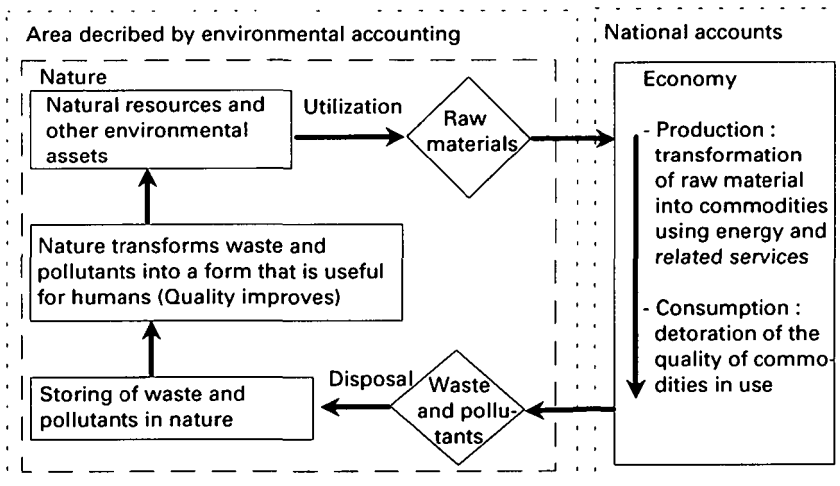 Area decribed by environmental accounting
National accounts
Nature
Natural resources and
other environmental
assets
Utilization
Raw
materials
Economy
- Production :
transformation
of raw material
into commodities
using energy and
related services
Nature transforms waste and
pollutants into a form that is useful
for humans (Quality improves)
- Consumption :
detoration of the
quality of commo-
dities in use
Storing of waste and
pollutants in nature
Disposal
Waste
and pollu-
tants